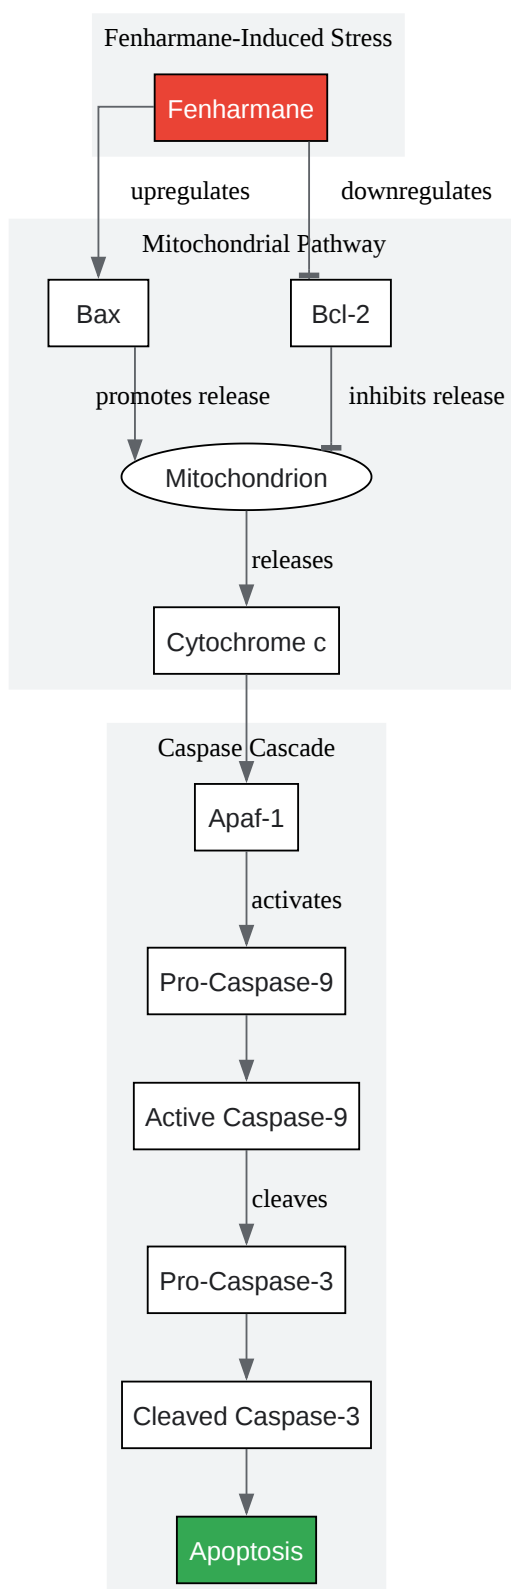 Fenharmane-Induced Stress
Fenharmane
upregulates
downregulates
Mitochondrial Pathway
Bax
Bcl-2
promotes release
inhibits release
Mitochondrion
releases
Cytochrome c
Caspase Cascade
Apaf-1
activates
Pro-Caspase-9
Active Caspase-9
cleaves
Pro-Caspase-3
Cleaved Caspase-3
Apoptosis